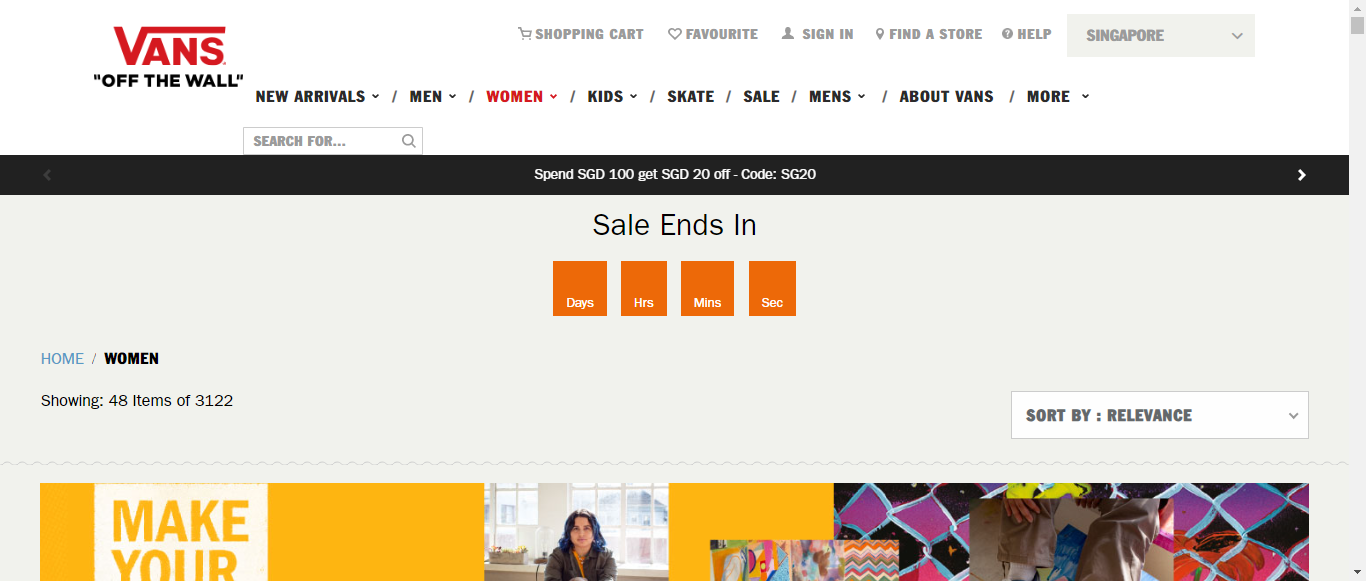 VANS
"OFF THE WALL"
SHOPPING CART FAVOURITE SIGN IN FIND A STORE HELP SINGAPORE
NEW ARRIVALS / MEN / WOMEN / KIDS / SKATE / SALE / MENS / ABOUT VANS / MORE
SEARCH FOR...
Spend SGD 100 get SGD 20 off - Code: SG20
Sale Ends In
Days Hrs Mins Sec
HOME / WOMEN
Showing: 48 Items of 3122
SORT BY : RELEVANCE
MAKE
YOUR